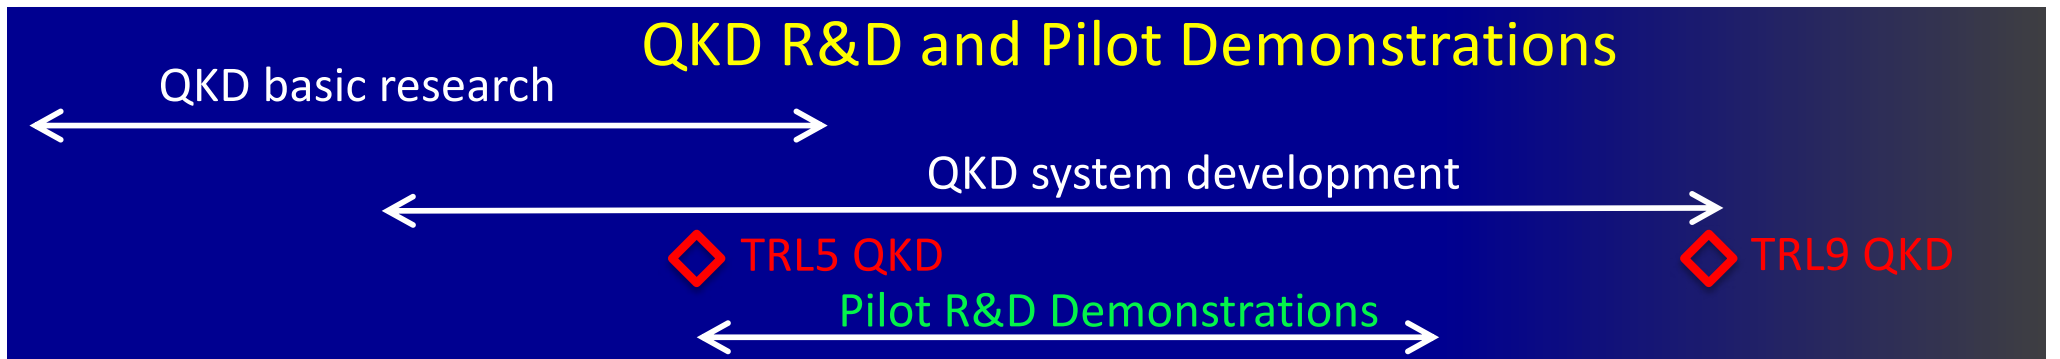 QKD R&D and Pilot Demonstrations
QKD basic research
QKD system development
TRL5 QKD
TRL9 QKD
Pilot R&D Demonstrations